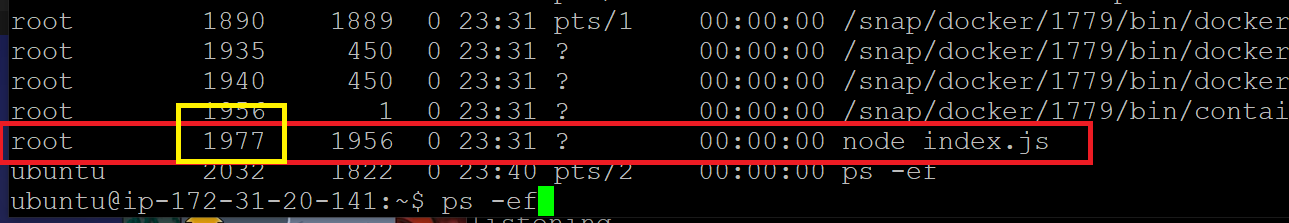 root 1890 1889 0 23:31 pts/1 00:00:00 /snap/docker/1779/bin/docker
root 1935 450 0 23:31 ? 00:00:00 /snap/docker/1779/bin/docker
root 1940 450 0 23:31 ? 00:00:00 /snap/docker/1779/bin/docker
root 1956 1 0 23:31 ? 00:00:00 /snap/docker/1779/bin/contai
root 1977 1956 0 23:31 ? 00:00:00 node index.js
ubuntu 2032 1822 0 23:40 pts/2 00:00:00 ps -ef
ubuntu@ip-172-31-20-141:~$ ps -ef